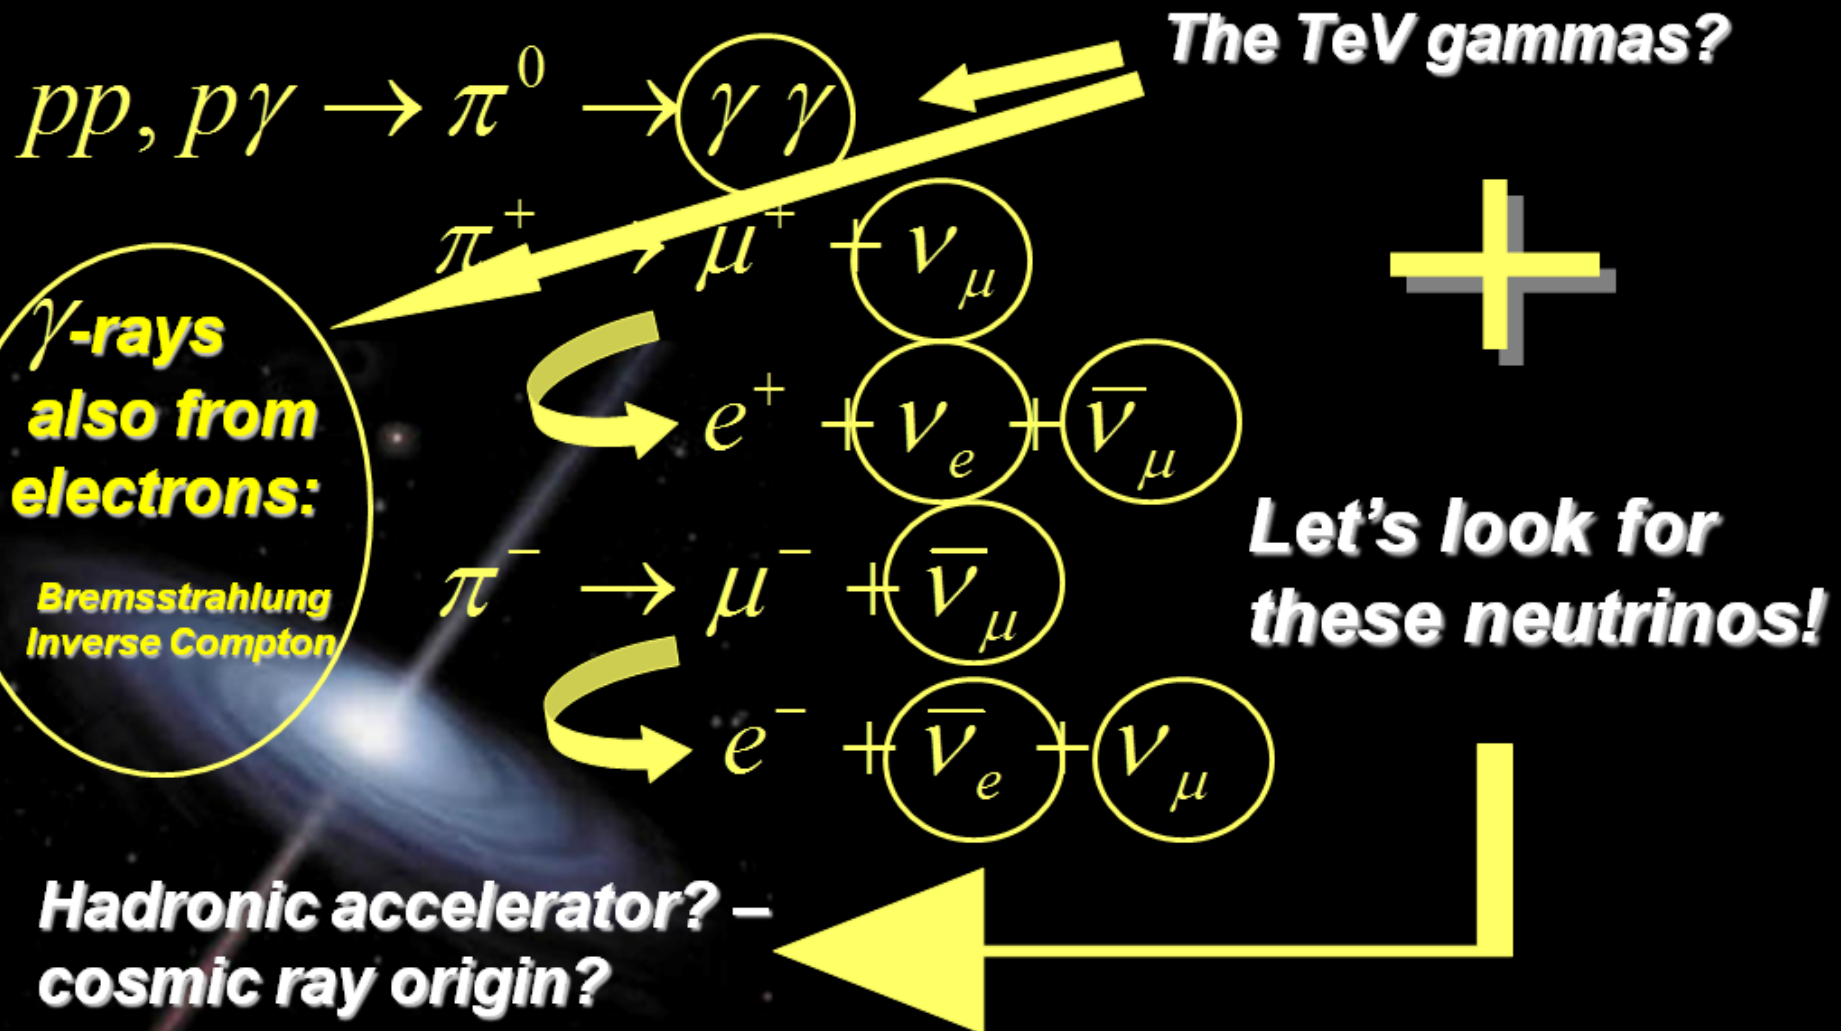 The TeV gammas?
pp, pγ → π⁰ → γ γ
π⁺ → μ⁺ + ν_μ
e⁺ + ν_e + ν̄_μ
π⁻ → μ⁻ + ν̄_μ
e⁻ + ν̄_e + ν_μ
γ-rays
also from
electrons:
Bremsstrahlung
Inverse Compton
+
Let’s look for
these neutrinos!
Hadronic accelerator? –
cosmic ray origin?